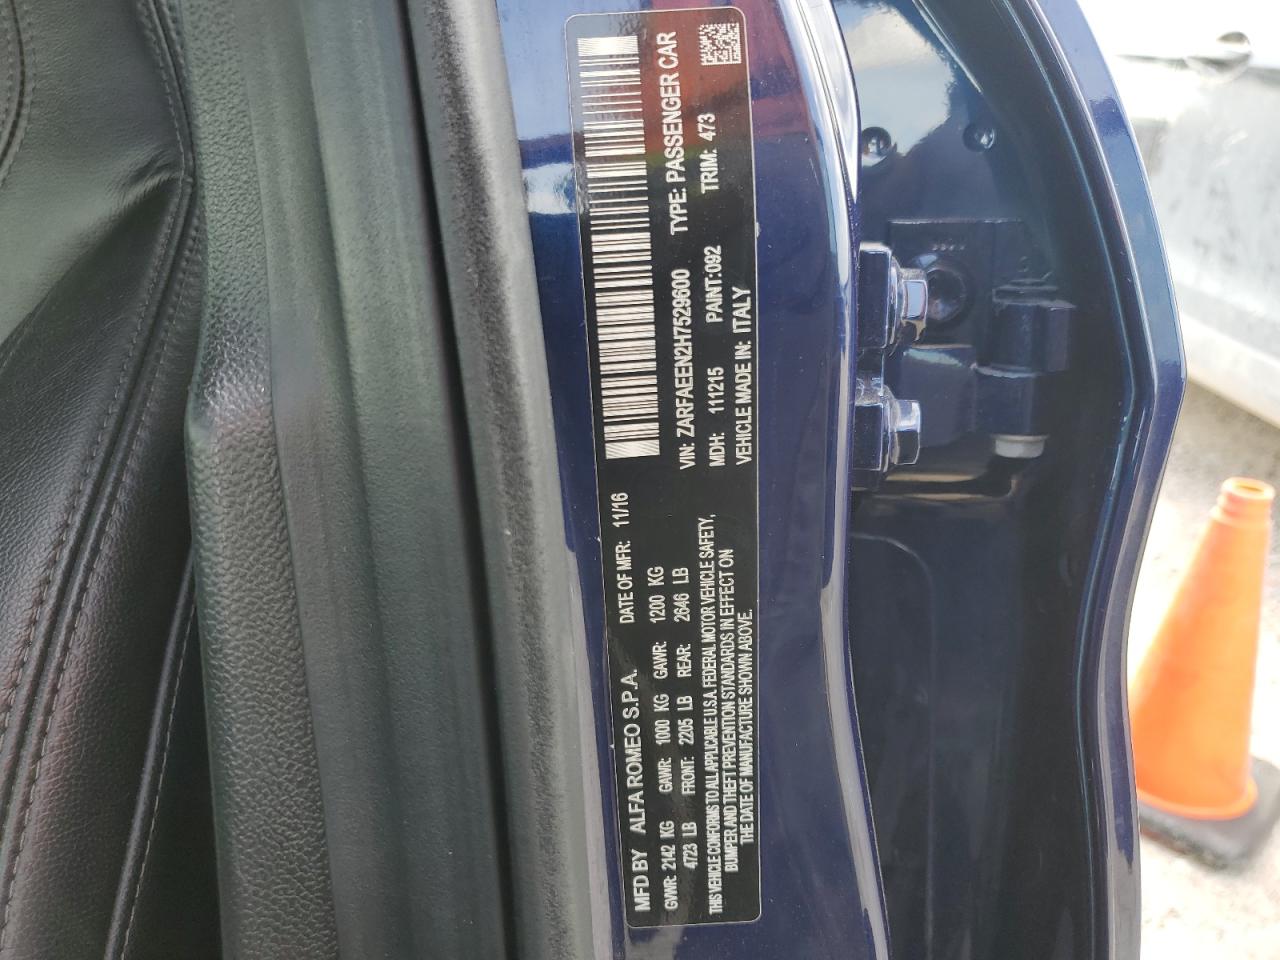 MFD BY ALFA ROMEO S.P.A. DATE OF MFR: 11/16
GVWR: 2142 KG GAWR: 1000 KG GAWR: 1200 KG
4723 LB FRONT: 2205 LB REAR: 2646 LB
THIS VEHICLE CONFORMS TO ALL APPLICABLE U.S.A. FEDERAL MOTOR VEHICLE SAFETY,
BUMPER AND THEFT PREVENTION STANDARDS IN EFFECT ON
THE DATE OF MANUFACTURE SHOWN ABOVE.
VIN: ZARFAEEN2H7529600 TYPE: PASSENGER CAR
MDH: 111215 PAINT:092 TRIM: 473
VEHICLE MADE IN: ITALY